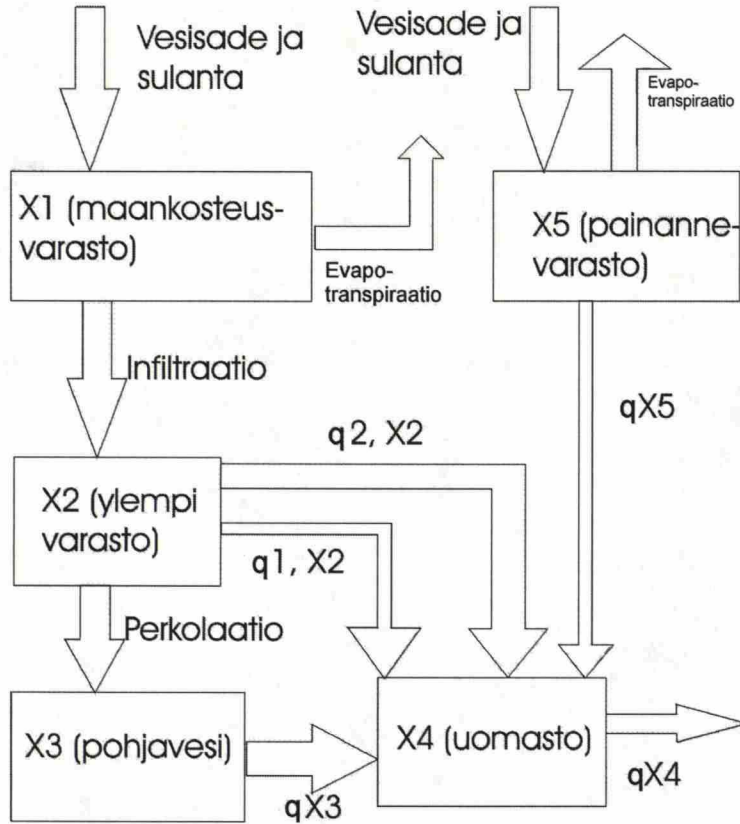 Vesisade ja
sulanta
Vesisade ja
sulanta
Evapo-
transpiraatio
X1 (maankosteus-
varasto)
X5 (painanne-
varasto)
Evapo-
transpiraatio
Infiltraatio
qX5
q2, X2
X2 (ylempi
varasto)
q1, X2
Perkolaatio
X3 (pohjavesi)
X4 (uomasto)
qX3
qX4